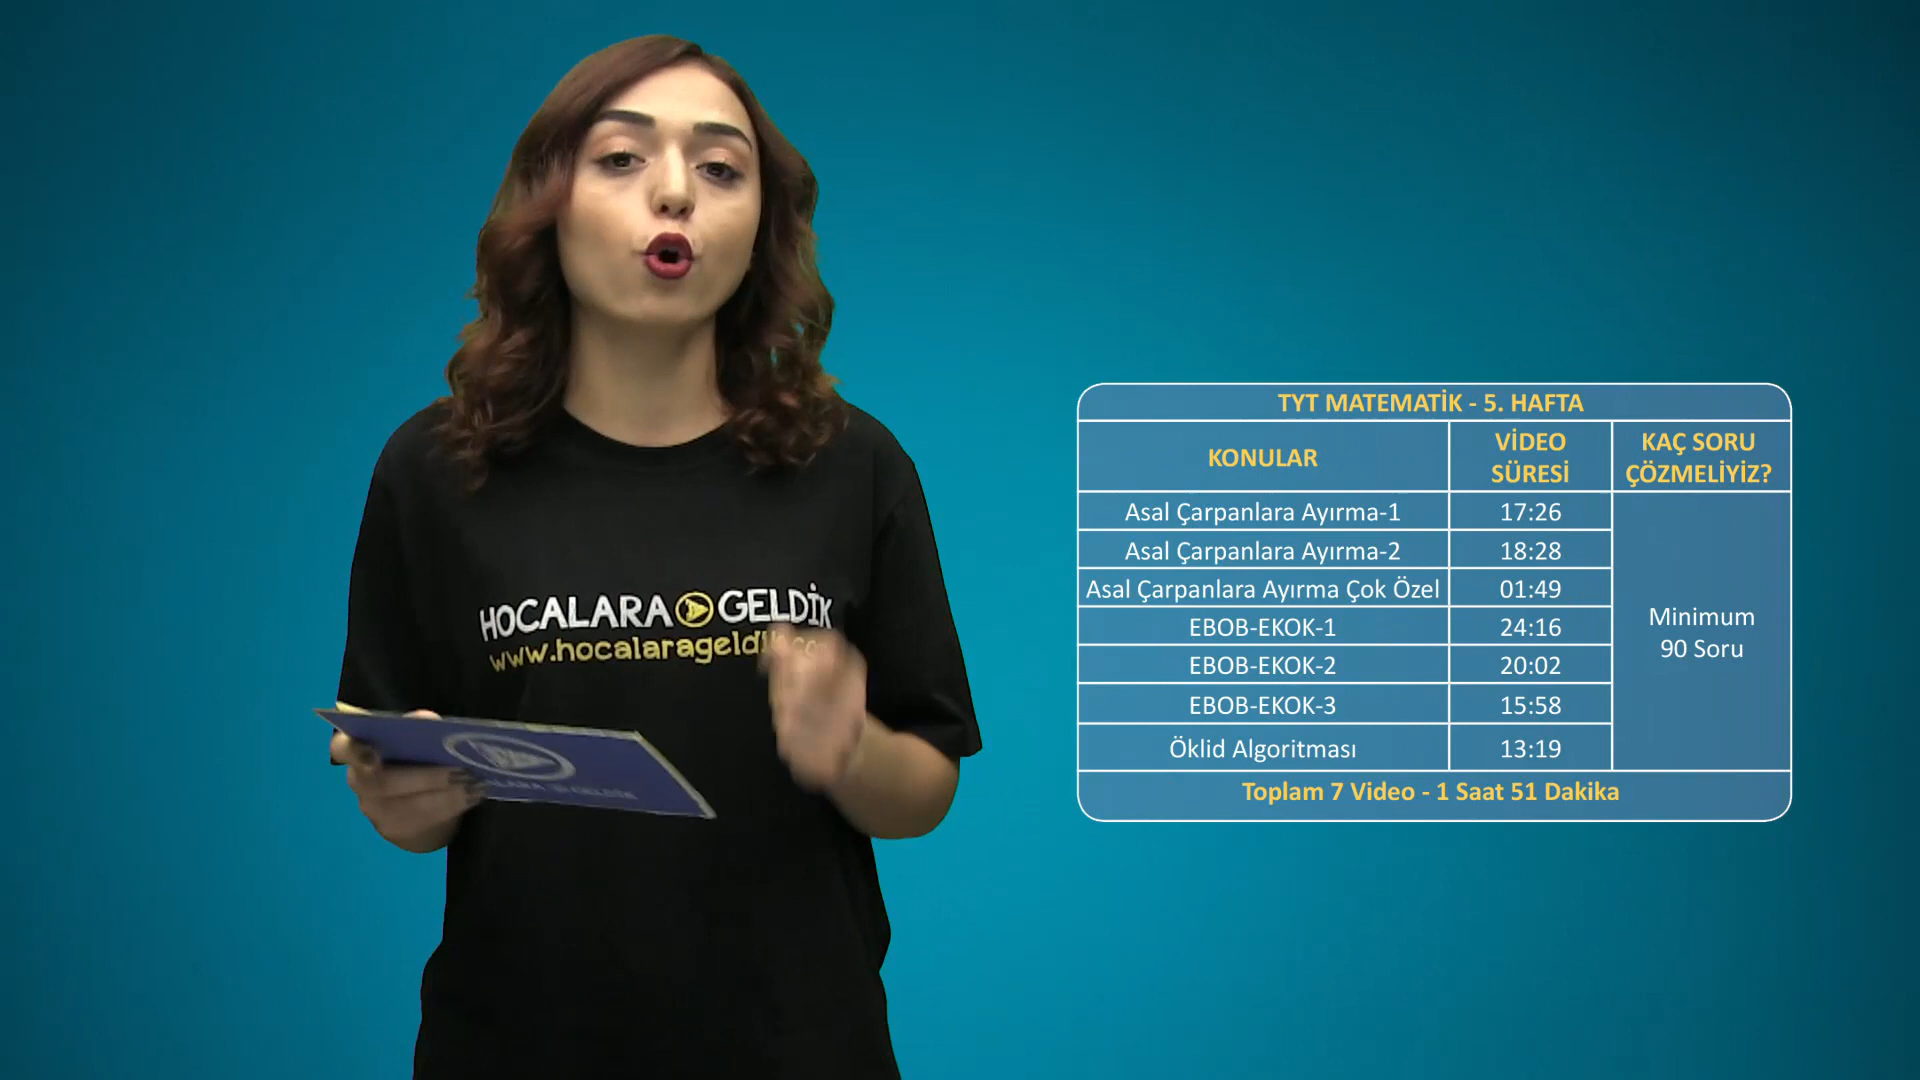 HOCALARA GELDİK
www.hocalarageldik.com
TYT MATEMATİK - 5. HAFTA
KONULAR
VİDEO
SÜRESİ
KAÇ SORU
ÇÖZMELİYİZ?
Asal Çarpanlara Ayırma-1
17:26
Asal Çarpanlara Ayırma-2
18:28
Asal Çarpanlara Ayırma Çok Özel
01:49
EBOB-EKOK-1
24:16
EBOB-EKOK-2
20:02
EBOB-EKOK-3
15:58
Öklid Algoritması
13:19
Minimum
90 Soru
Toplam 7 Video - 1 Saat 51 Dakika